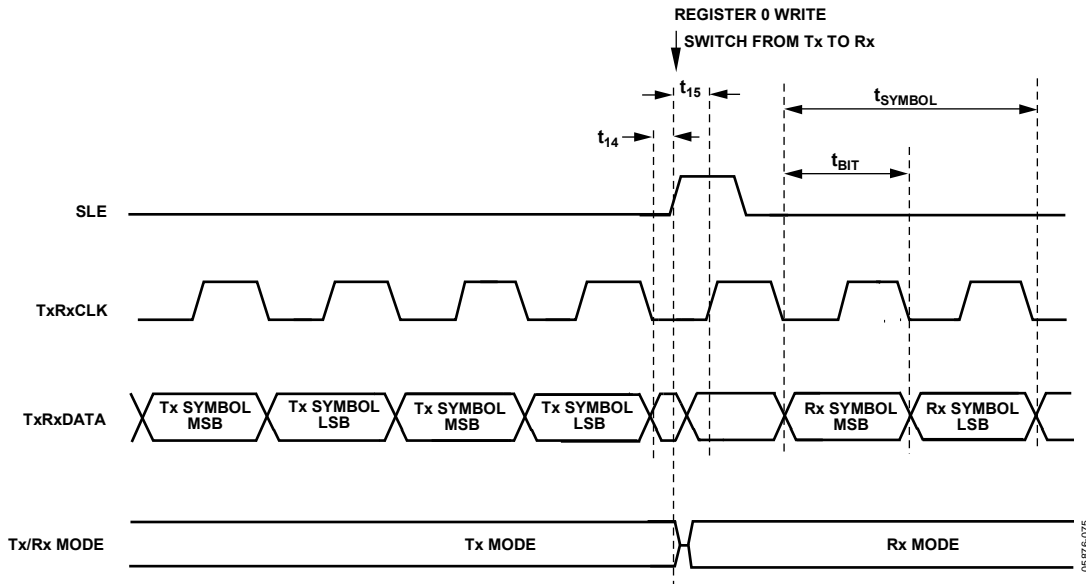 REGISTER 0 WRITE
SWITCH FROM Tx TO Rx
t15
tSYMBOL
t14
tBIT
SLE
TxRxCLK
TxRxDATA
Tx SYMBOL
MSB
Tx SYMBOL
LSB
Tx SYMBOL
MSB
Tx SYMBOL
LSB
Rx SYMBOL
MSB
Rx SYMBOL
LSB
Tx/Rx MODE
Tx MODE
Rx MODE
05876-075